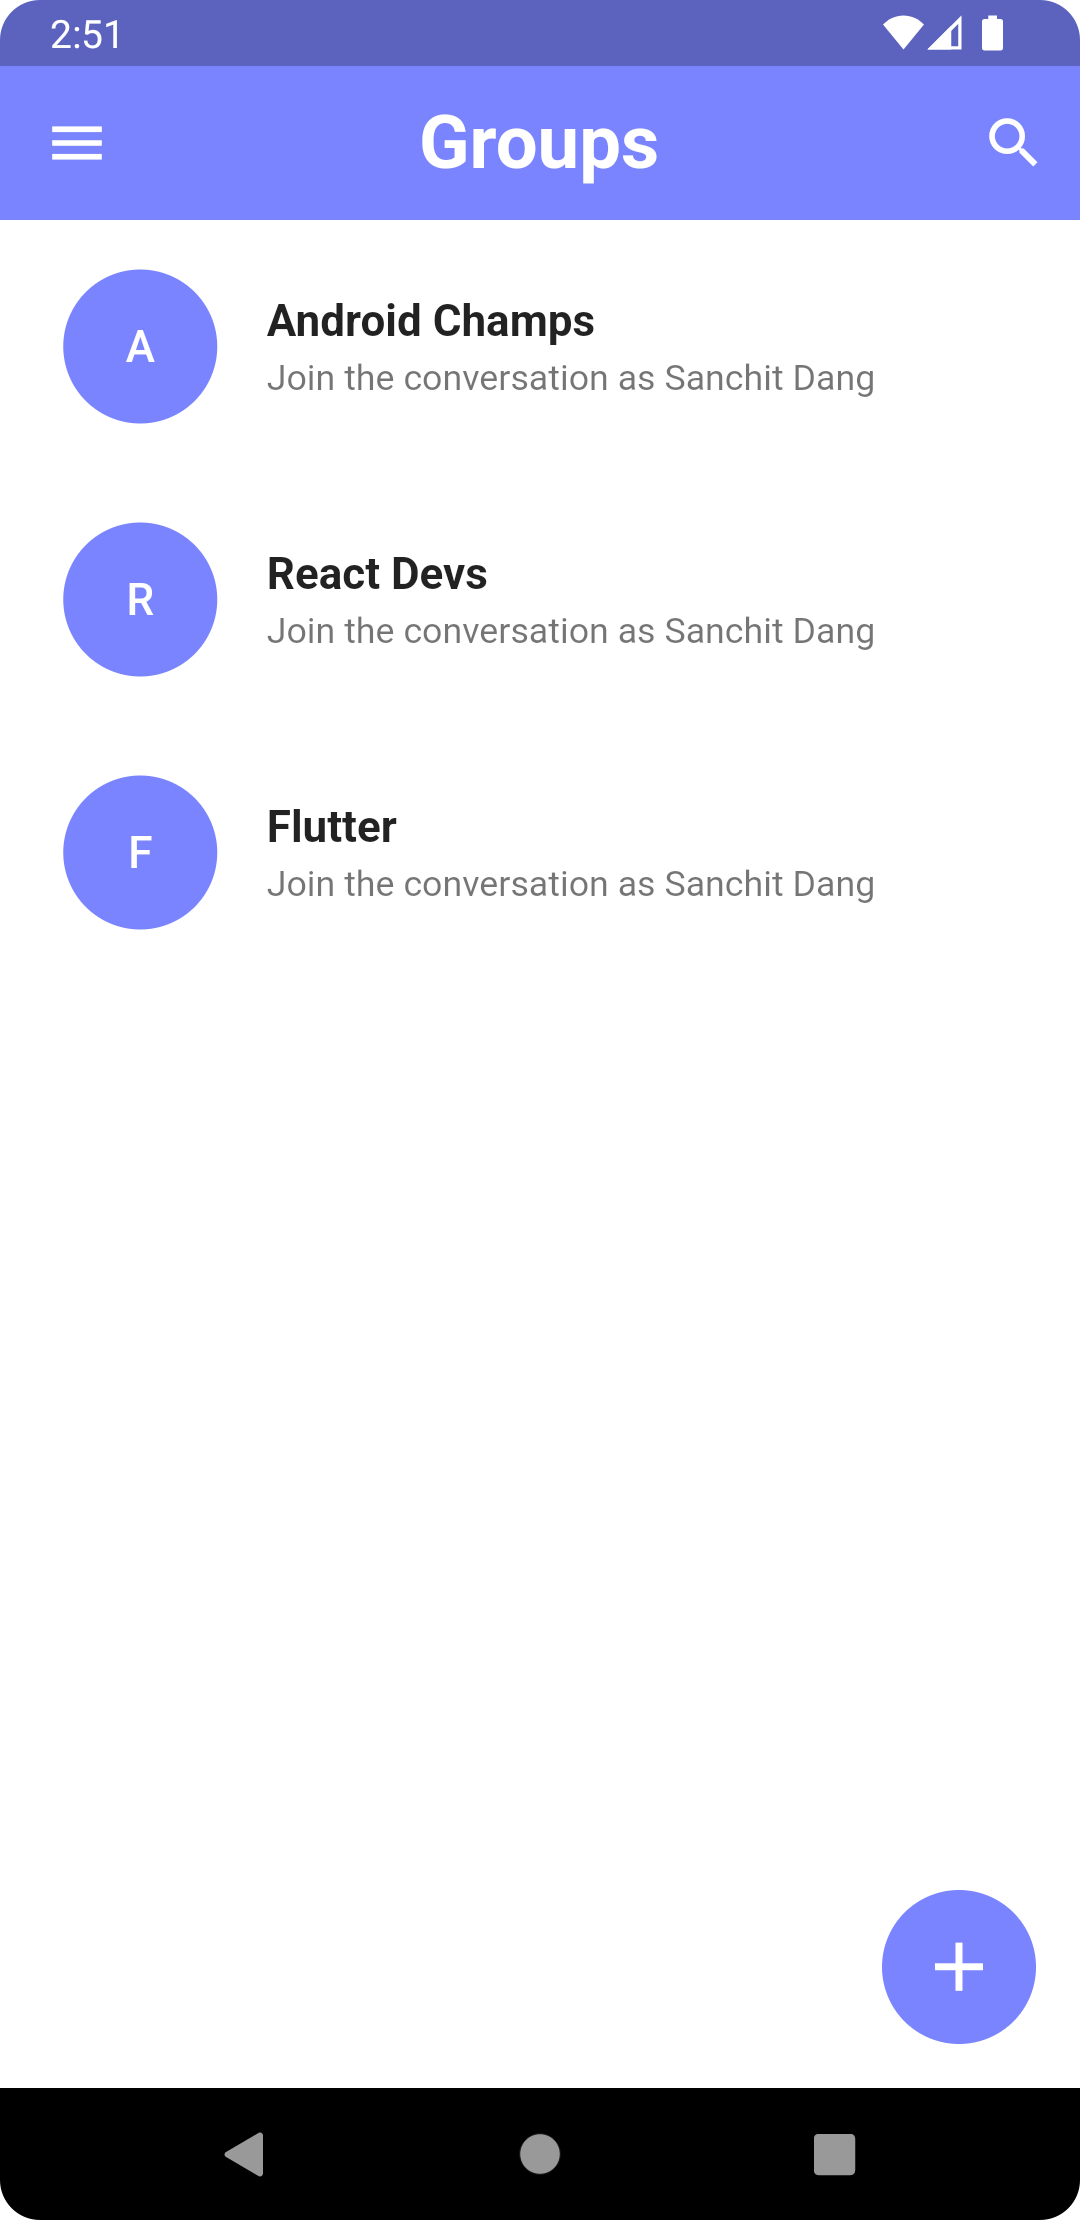 2:51
Groups
A
Android Champs
Join the conversation as Sanchit Dang
R
React Devs
Join the conversation as Sanchit Dang
F
Flutter
Join the conversation as Sanchit Dang